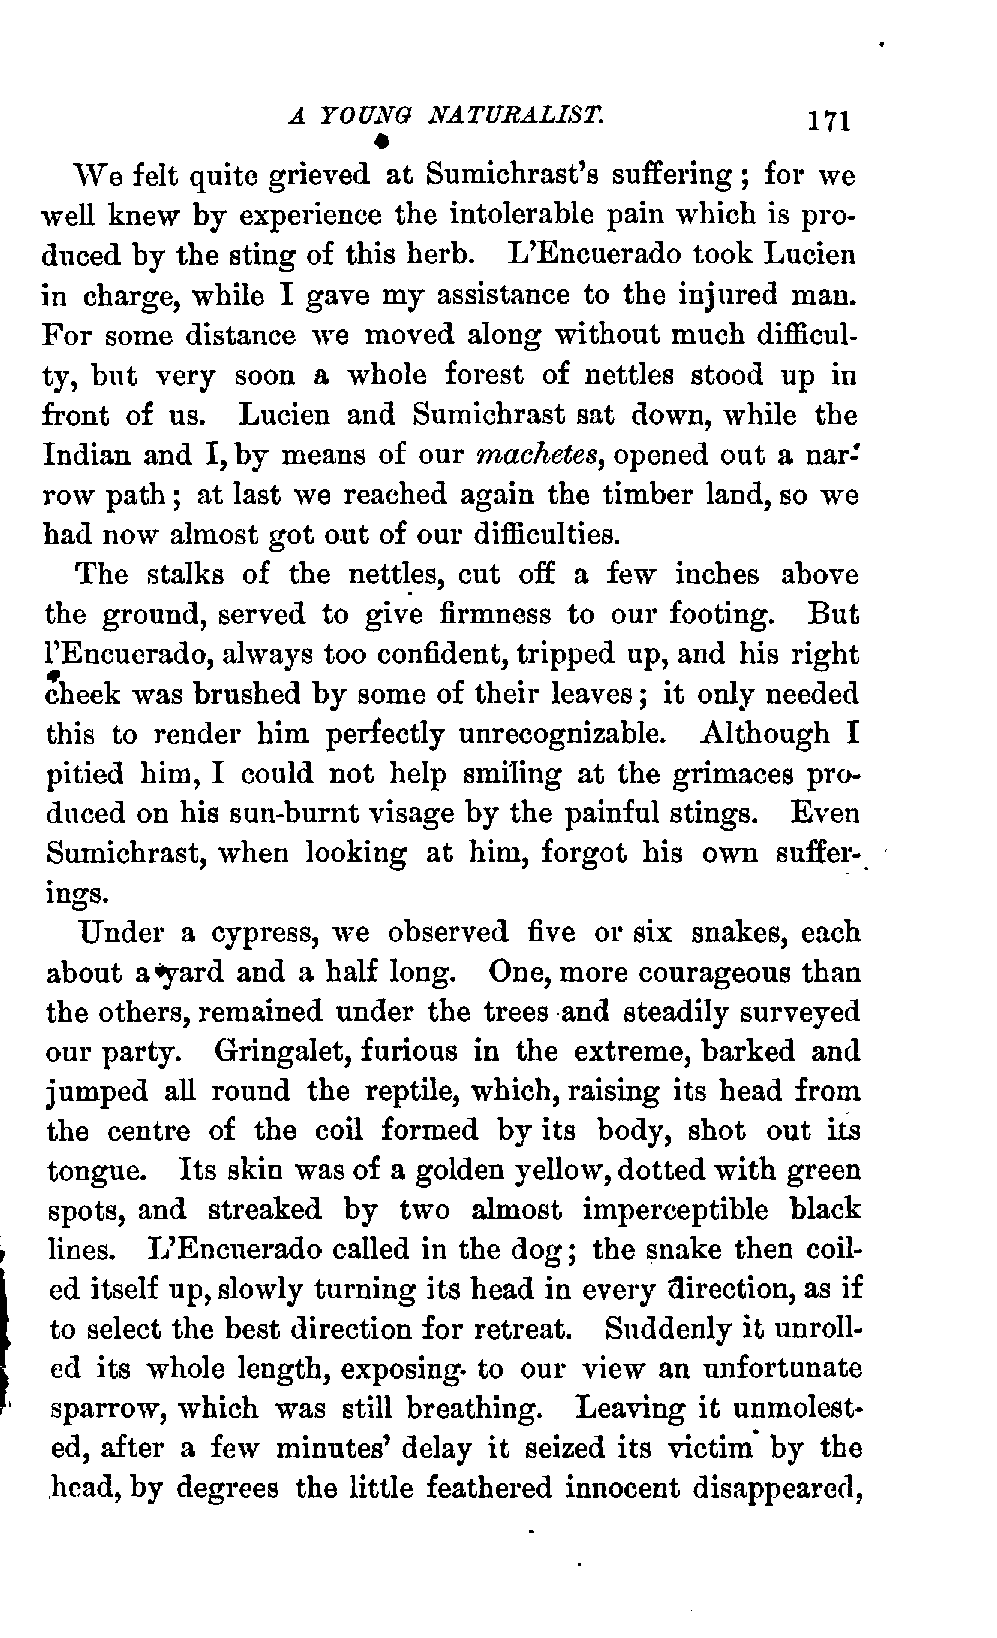 A YOUNG NATURALIST. 171
We felt quite grieved at Sumichrast's suffering; for we
well knew by experience the intolerable pain which is pro-
duced by the sting of this herb. L'Encuerado took Lucien
in charge, while I gave my assistance to the injured man.
For some distance we moved along without much difficul-
ty, but very soon a whole forest of nettles stood up in
front of us. Lucien and Sumichrast sat down, while the
Indian and I, by means of our machetes, opened out a nar-
row path; at last we reached again the timber land, so we
had now almost got out of our difficulties.
The stalks of the nettles, cut off a few inches above
the ground, served to give firmness to our footing. But
l'Encuerado, always too confident, tripped up, and his right
cheek was brushed by some of their leaves; it only needed
this to render him perfectly unrecognizable. Although I
pitied him, I could not help smiling at the grimaces pro-
duced on his sun-burnt visage by the painful stings. Even
Sumichrast, when looking at him, forgot his own suffer-
ings.
Under a cypress, we observed five or six snakes, each
about a yard and a half long. One, more courageous than
the others, remained under the trees and steadily surveyed
our party. Gringalet, furious in the extreme, barked and
jumped all round the reptile, which, raising its head from
the centre of the coil formed by its body, shot out its
tongue. Its skin was of a golden yellow, dotted with green
spots, and streaked by two almost imperceptible black
lines. L'Encuerado called in the dog; the snake then coil-
ed itself up, slowly turning its head in every direction, as if
to select the best direction for retreat. Suddenly it unroll-
ed its whole length, exposing to our view an unfortunate
sparrow, which was still breathing. Leaving it unmolest-
ed, after a few minutes' delay it seized its victim by the
head, by degrees the little feathered innocent disappeared,